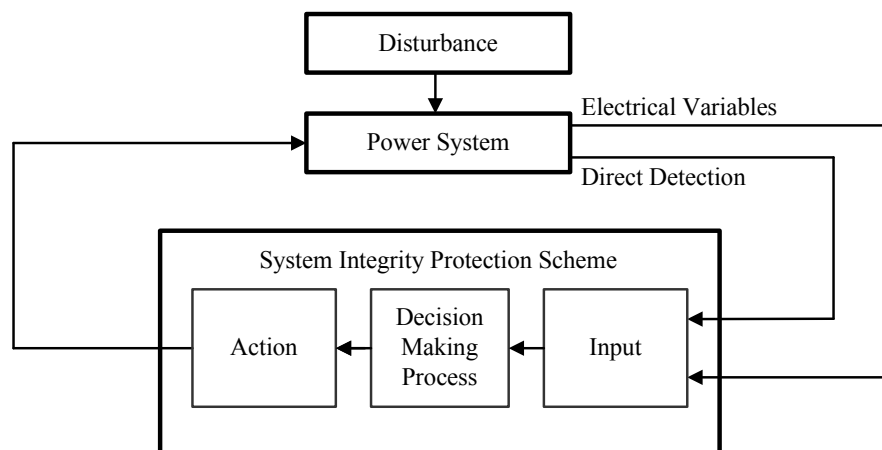 Disturbance
Electrical Variables
Power System
Direct Detection
System Integrity Protection Scheme
Action
Decision
Making
Process
Input